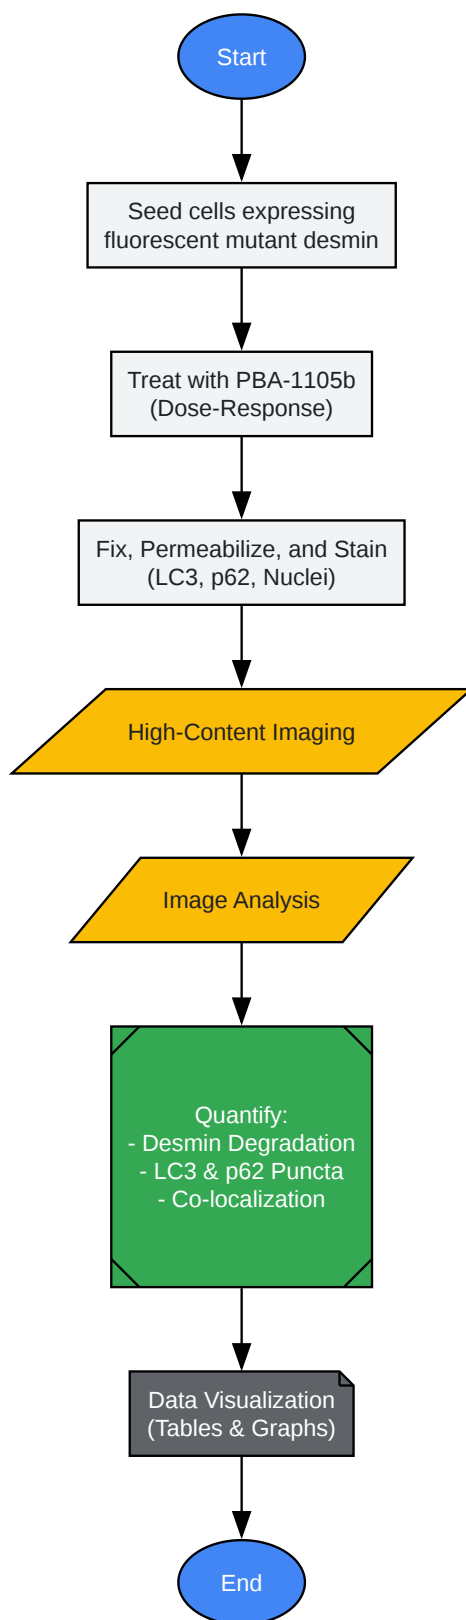 Start
Seed cells expressing
fluorescent mutant desmin
Treat with PBA-1105b
(Dose-Response)
Fix, Permeabilize, and Stain
(LC3, p62, Nuclei)
High-Content Imaging
Image Analysis
Quantify:
- Desmin Degradation
- LC3 & p62 Puncta
- Co-localization
Data Visualization
(Tables & Graphs)
End